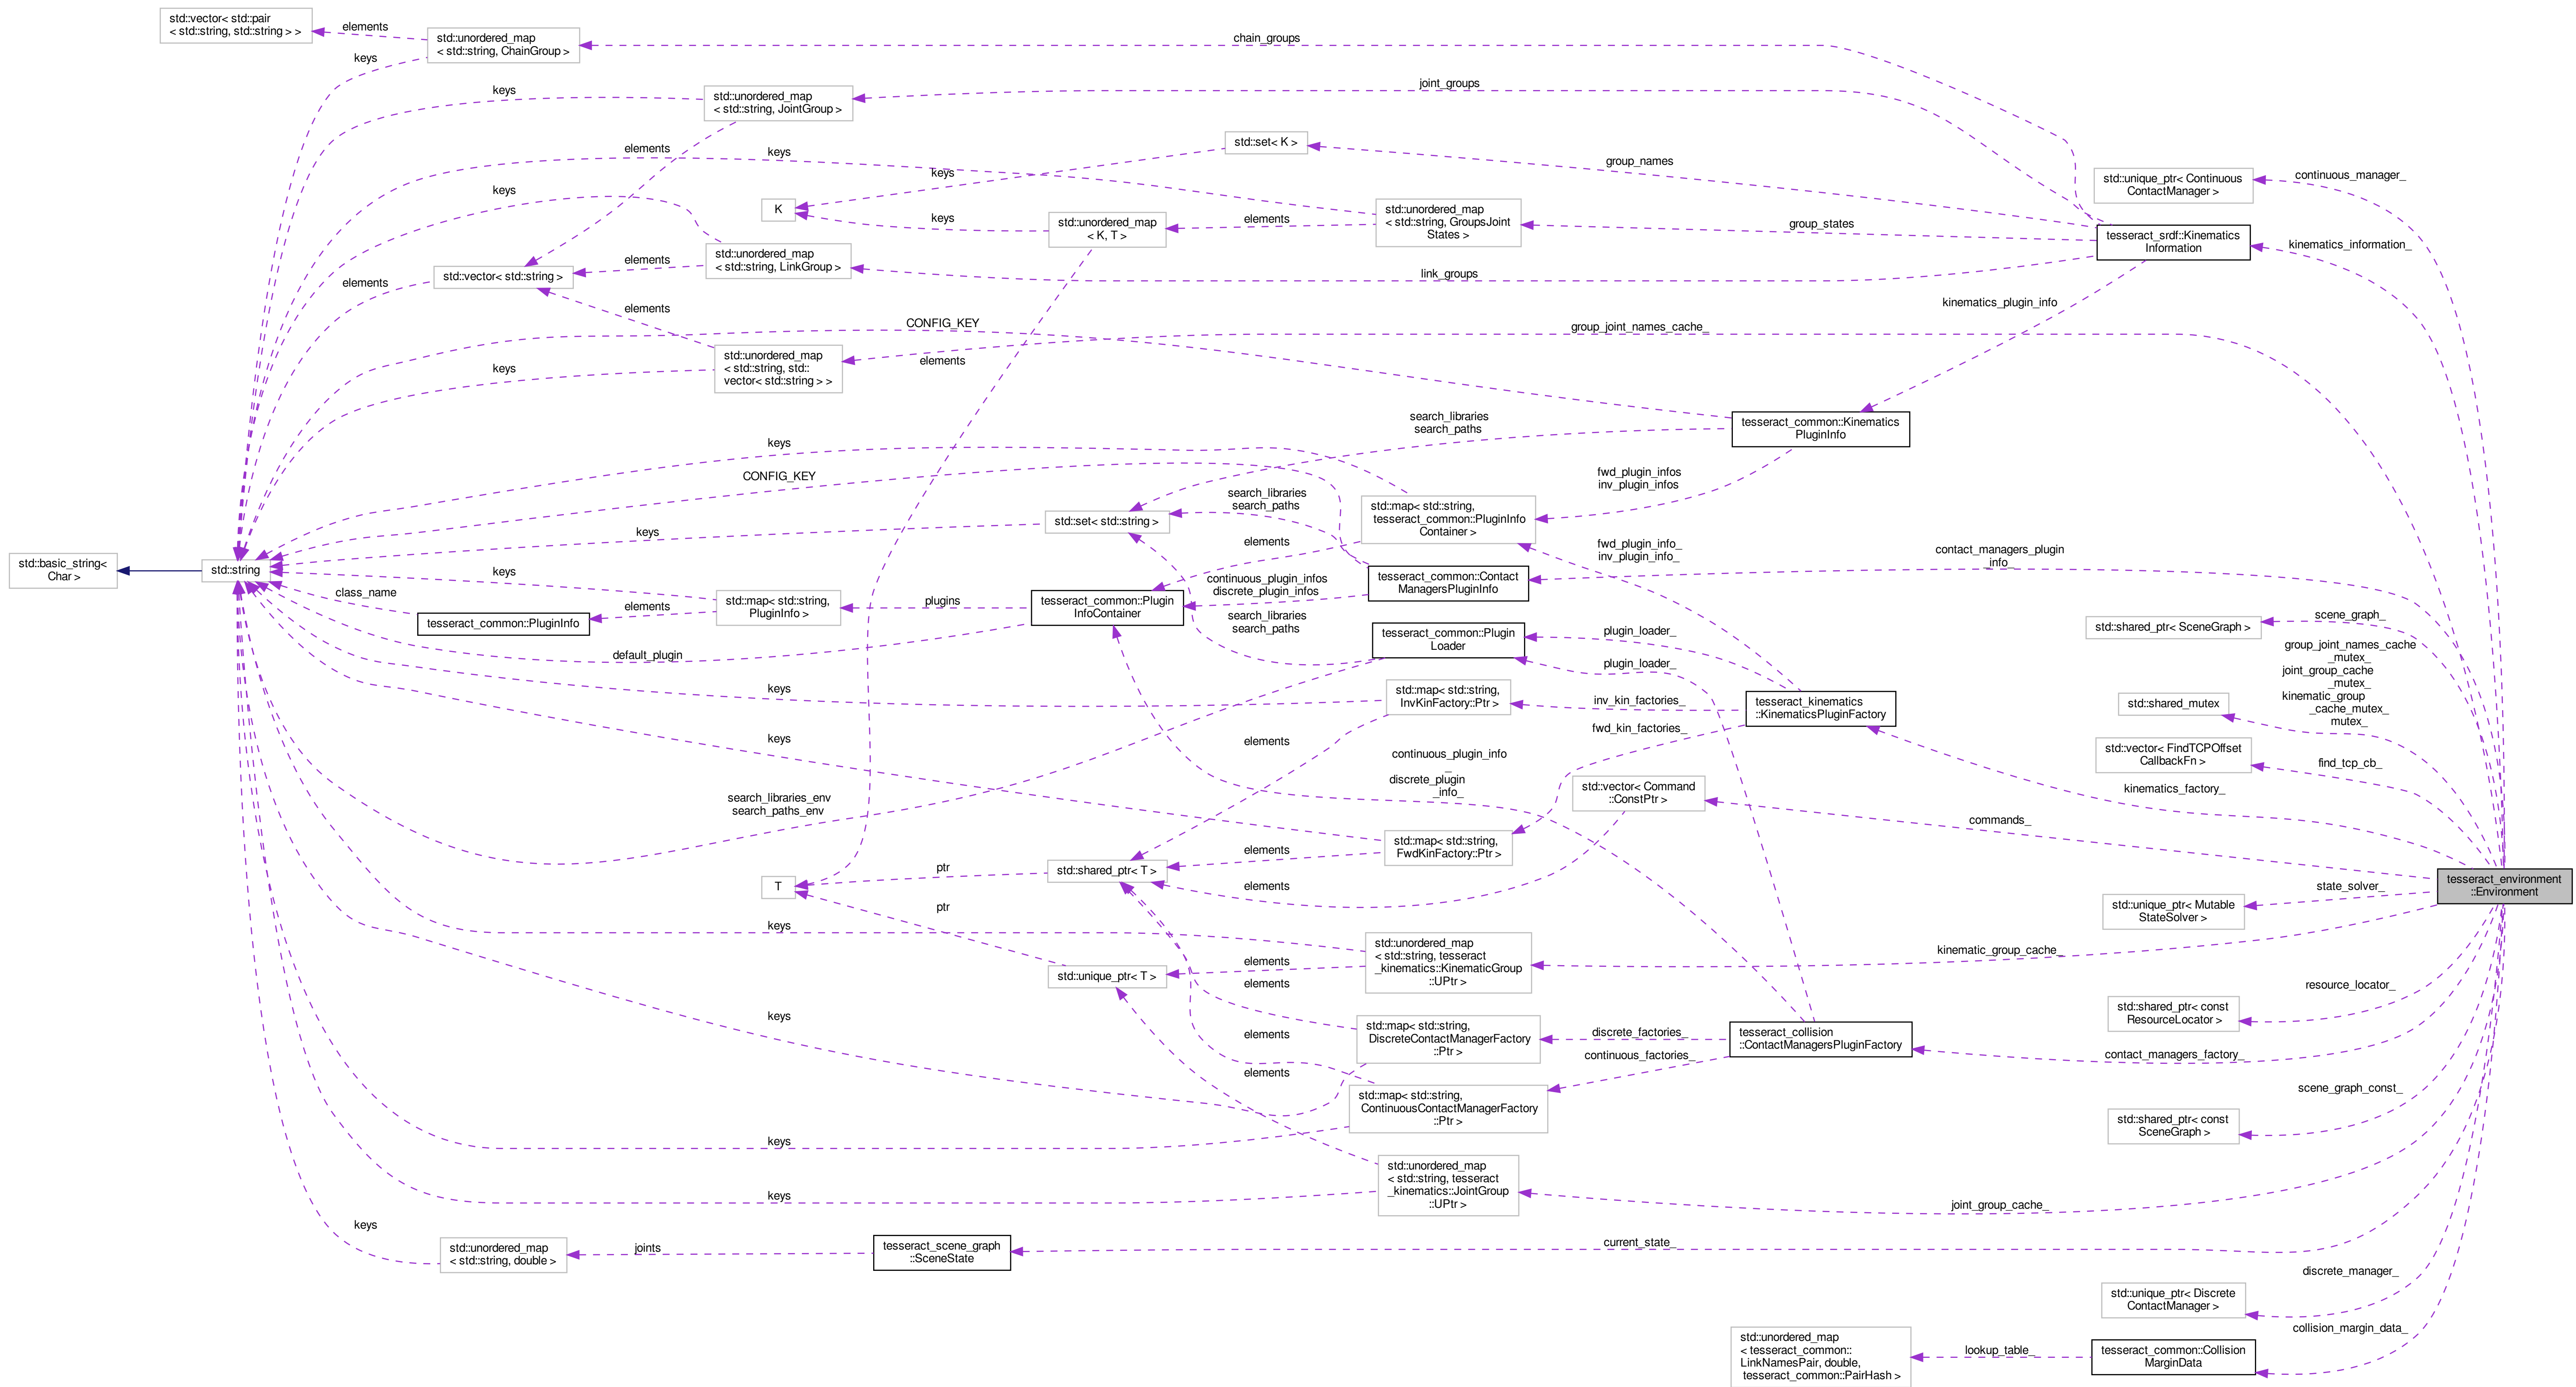 std::vector< std::pair
< std::string, std::string > >
elements
std::unordered_map
< std::string, ChainGroup >
keys
chain_groups
std::unordered_map
< std::string, JointGroup >
keys
joint_groups
elements
keys
std::set< K >
keys
group_names
std::unique_ptr< Continuous
ContactManager >
continuous_manager_
keys
K
keys
std::unordered_map
< K, T >
elements
std::unordered_map
< std::string, GroupsJoint
States >
group_states
tesseract_srdf::Kinematics
Information
kinematics_information_
std::vector< std::string >
elements
elements
std::unordered_map
< std::string, LinkGroup >
link_groups
elements
kinematics_plugin_info
CONFIG_KEY
group_joint_names_cache_
std::unordered_map
< std::string, std::
vector< std::string > >
keys
elements
search_libraries
search_paths
tesseract_common::Kinematics
PluginInfo
keys
CONFIG_KEY
fwd_plugin_infos
inv_plugin_infos
search_libraries
search_paths
std::map< std::string,
tesseract_common::PluginInfo
Container >
std::set< std::string >
keys
elements
fwd_plugin_info_
inv_plugin_info_
contact_managers_plugin
_info_
std::basic_string<
Char >
std::string
keys
class_name
tesseract_common::PluginInfo
elements
std::map< std::string,
PluginInfo >
plugins
tesseract_common::Plugin
InfoContainer
continuous_plugin_infos
discrete_plugin_infos
tesseract_common::Contact
ManagersPluginInfo
search_libraries
search_paths
default_plugin
tesseract_common::Plugin
Loader
plugin_loader_
plugin_loader_
std::shared_ptr< SceneGraph >
scene_graph_
group_joint_names_cache
_mutex_
joint_group_cache
_mutex_
kinematic_group
_cache_mutex_
mutex_
std::shared_mutex
keys
std::map< std::string,
InvKinFactory::Ptr >
inv_kin_factories_
tesseract_kinematics
::KinematicsPluginFactory
fwd_kin_factories_
keys
elements
continuous_plugin_info
_
discrete_plugin
_info_
std::vector< FindTCPOffset
CallbackFn >
find_tcp_cb_
kinematics_factory_
search_libraries_env
search_paths_env
std::vector< Command
::ConstPtr >
commands_
std::map< std::string,
FwdKinFactory::Ptr >
elements
T
ptr
std::shared_ptr< T >
elements
ptr
tesseract_environment
::Environment
state_solver_
std::unique_ptr< Mutable
StateSolver >
keys
std::unordered_map
< std::string, tesseract
_kinematics::KinematicGroup
::UPtr >
kinematic_group_cache_
std::unique_ptr< T >
elements
elements
resource_locator_
std::shared_ptr< const
ResourceLocator >
keys
elements
std::map< std::string,
DiscreteContactManagerFactory
::Ptr >
discrete_factories_
tesseract_collision
::ContactManagersPluginFactory
continuous_factories_
contact_managers_factory_
elements
std::map< std::string,
ContinuousContactManagerFactory
::Ptr >
scene_graph_const_
std::shared_ptr< const
SceneGraph >
keys
std::unordered_map
< std::string, tesseract
_kinematics::JointGroup
::UPtr >
keys
joint_group_cache_
keys
std::unordered_map
< std::string, double >
joints
tesseract_scene_graph
::SceneState
current_state_
discrete_manager_
std::unique_ptr< Discrete
ContactManager >
collision_margin_data_
std::unordered_map
< tesseract_common::
LinkNamesPair, double,
tesseract_common::PairHash >
lookup_table_
tesseract_common::Collision
MarginData